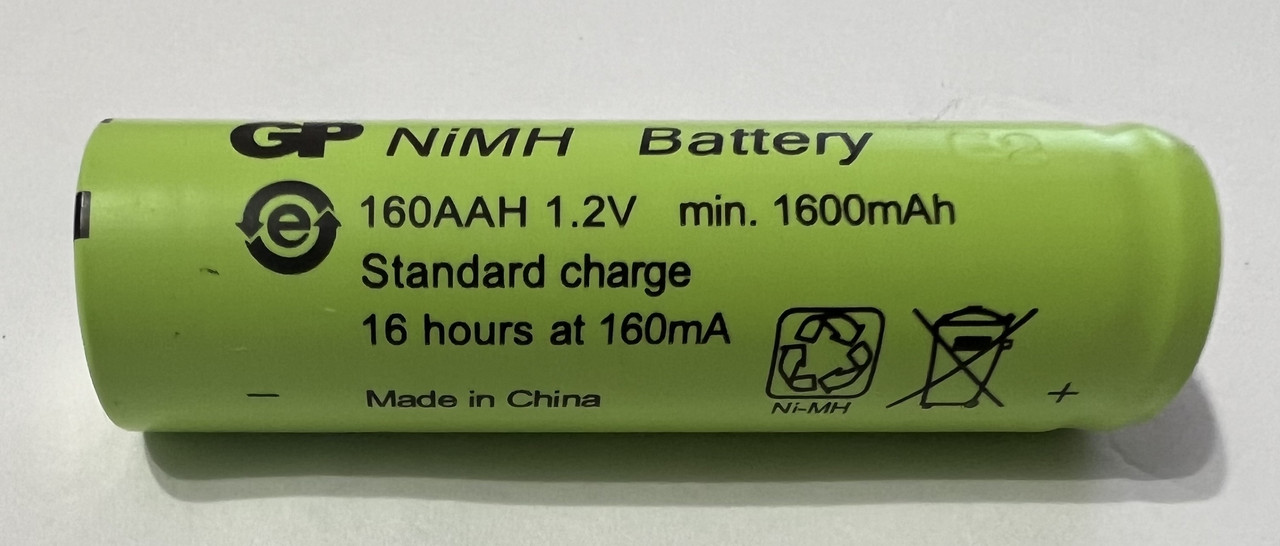 GP NiMH Battery
e 160AAH 1.2V min. 1600mAh
Standard charge
16 hours at 160mA
– Made in China Ni-MH +